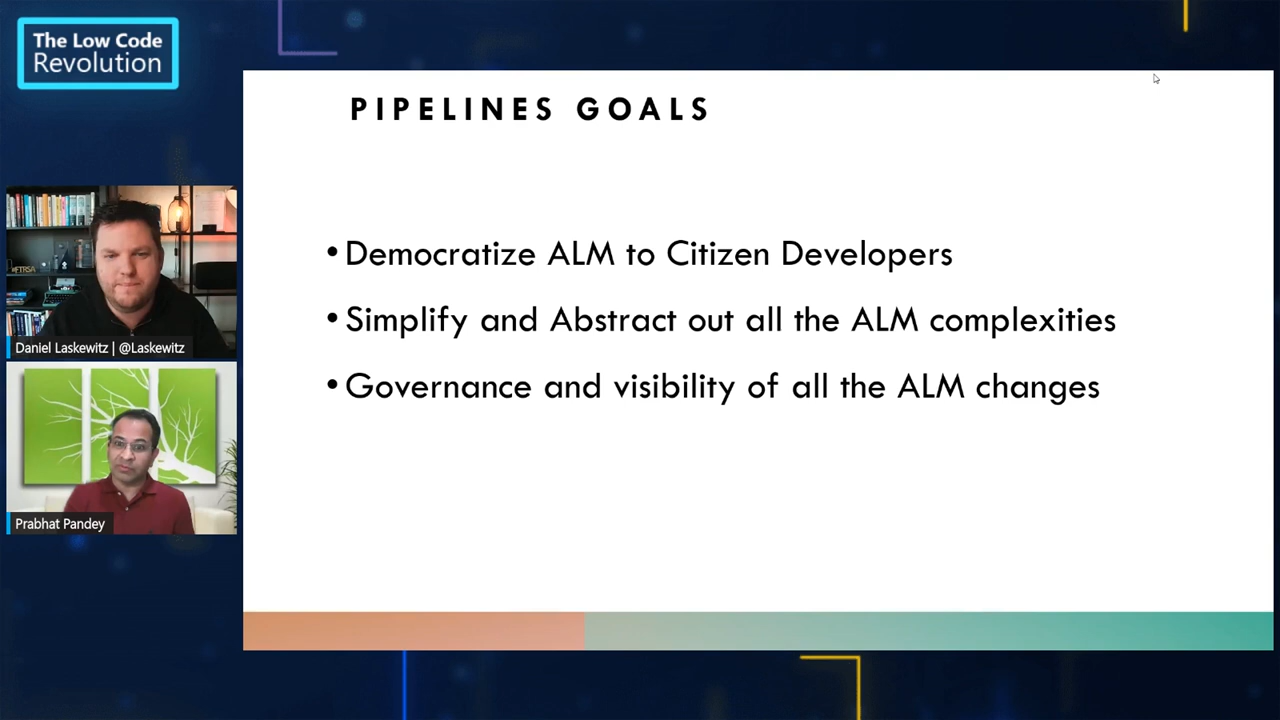 The Low Code
Revolution
PIPELINES GOALS
•Democratize ALM to Citizen Developers
•Simplify and Abstract out all the ALM complexities
•Governance and visibility of all the ALM changes
Daniel Laskewitz | @Laskewitz
Prabhat Pandey